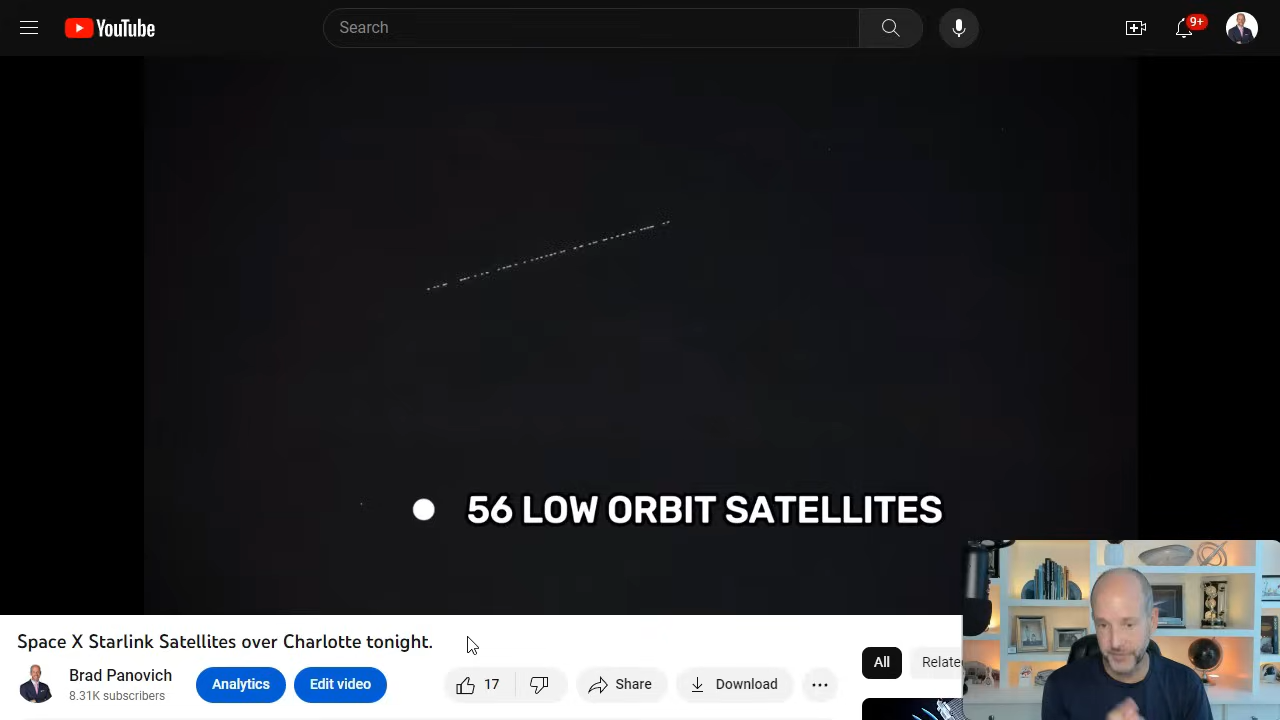 YouTube
Search
9+
56 LOW ORBIT SATELLITES
Space X Starlink Satellites over Charlotte tonight.
Brad Panovich
8.31K subscribers
Analytics
Edit video
17
Share
Download
All
Relate